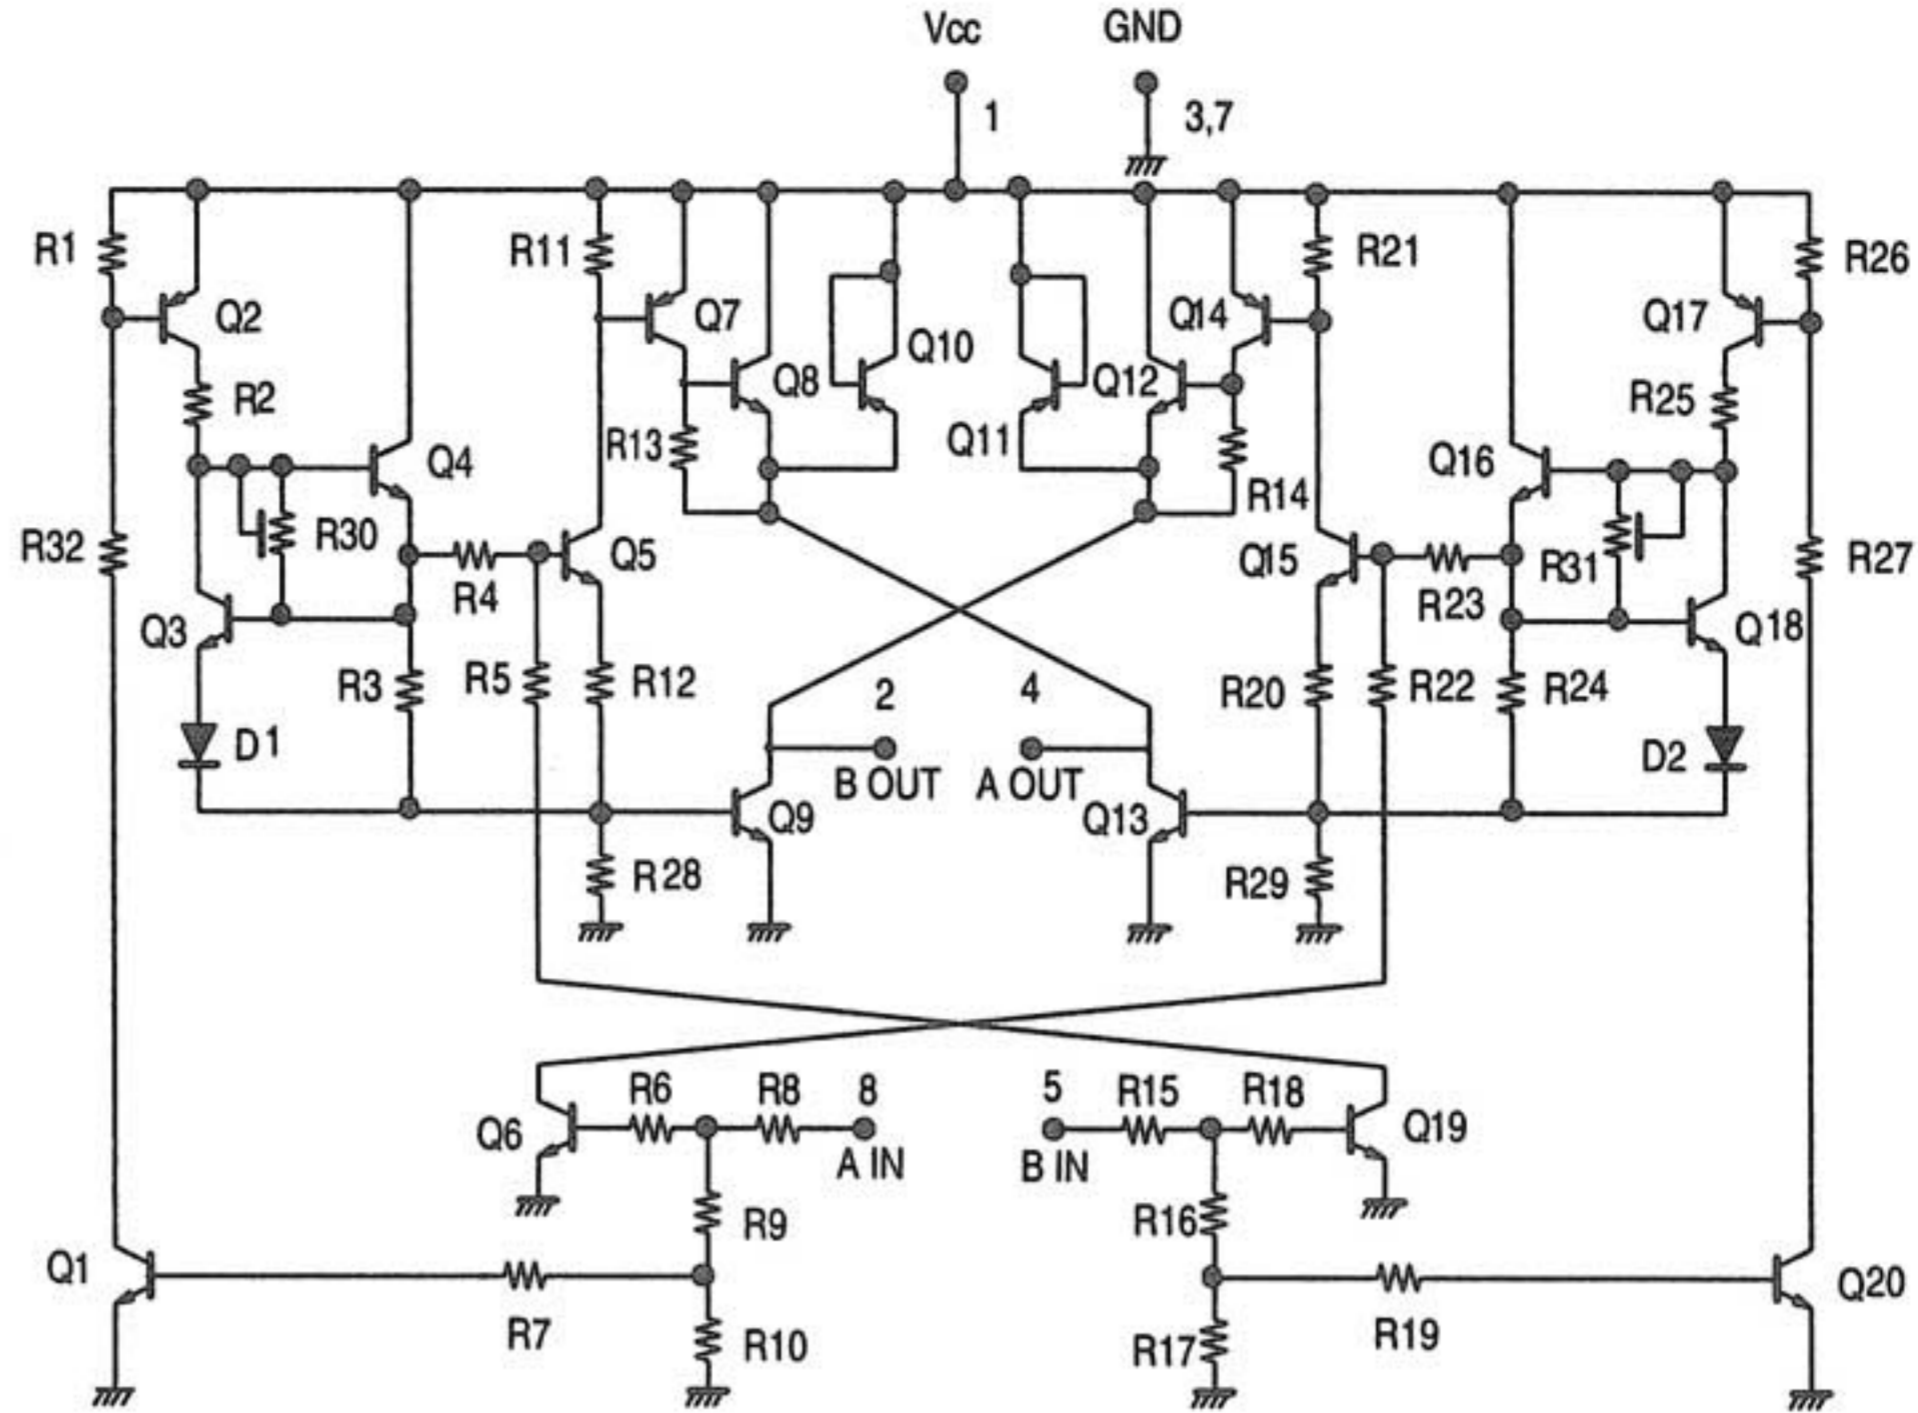 Vcc GND
1 3,7
R1 R11 R21 R26
Q2 Q7 Q14 Q17
Q10
R2 Q8 Q12 R25
R13 Q11
Q4 Q16
R14
R32 R30 Q5 Q15 R31 R27
R4 R23
Q3 Q18
R3 R5 R12 2 4 R20 R22 R24
D1 D2
B OUT A OUT
Q9 Q13
R28 R29
R6 R8 8 5 R15 R18
Q6 Q19
A IN B IN
R9 R16
Q1 Q20
R7 R10 R17 R19